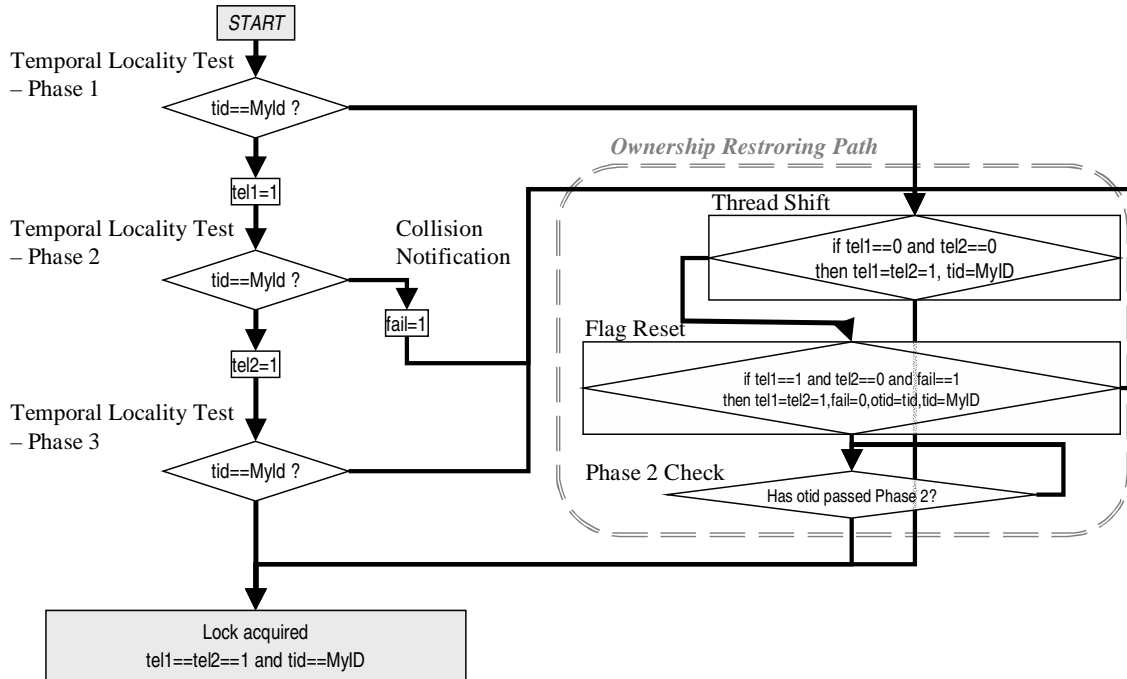 START
Temporal Locality Test
– Phase 1
tid==MyId ?
Ownership Restroring Path
tel1=1
Thread Shift
Temporal Locality Test
– Phase 2
Collision
Notification
if tel1==0 and tel2==0
then tel1=tel2=1, tid=MyID
tid==MyId ?
fail=1
Flag Reset
tel2=1
if tel1==1 and tel2==0 and fail==1
then tel1=tel2=1,fail=0,otid=tid,tid=MyID
Temporal Locality Test
– Phase 3
tid==MyId ?
Phase 2 Check
Has otid passed Phase 2?
Lock acquired
tel1==tel2==1 and tid==MyID